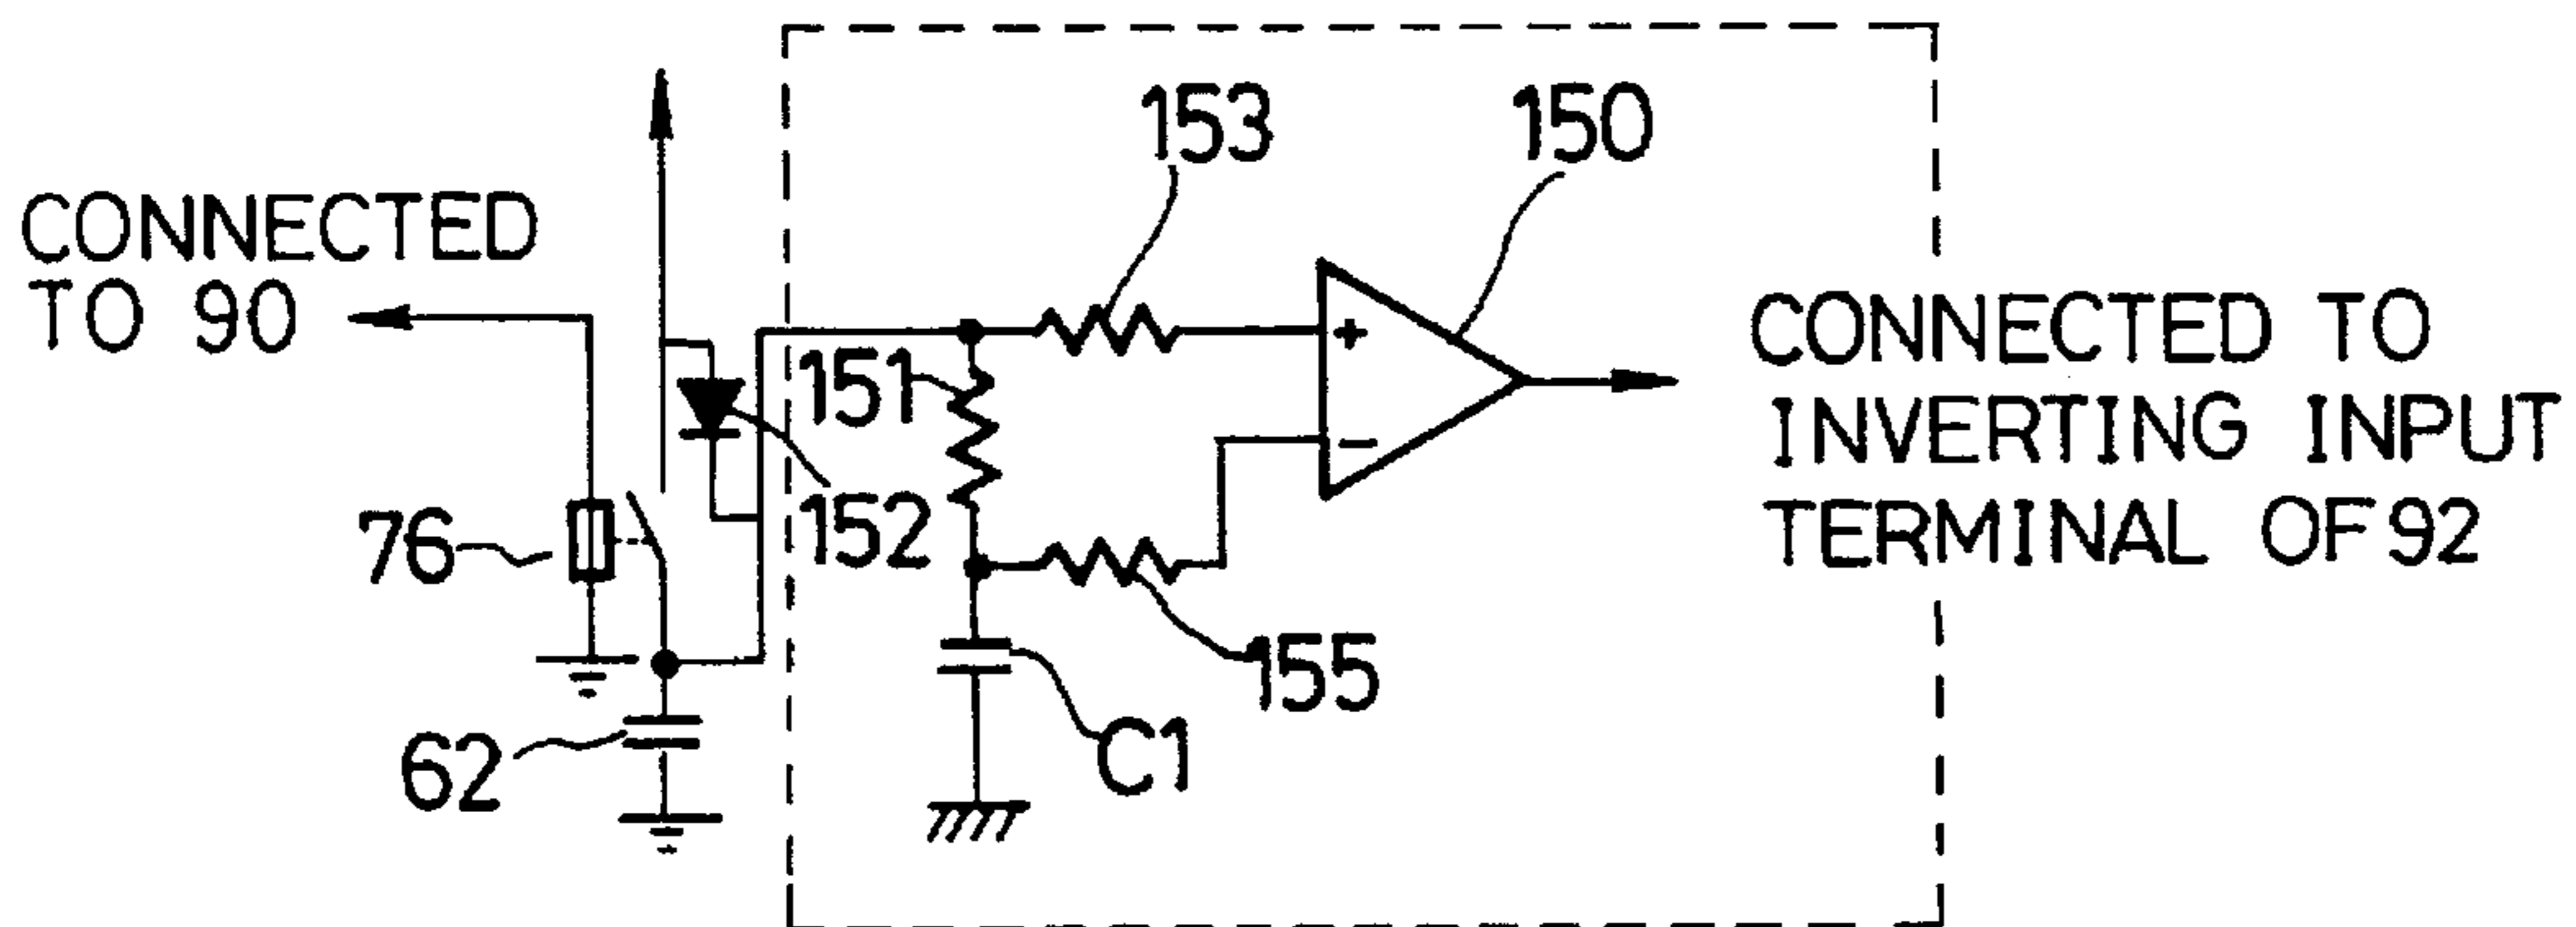 153
150
CONNECTED
TO 90
CONNECTED TO
INVERTING INPUT
TERMINAL OF 92
151
152
76
155
62
C1
+
−